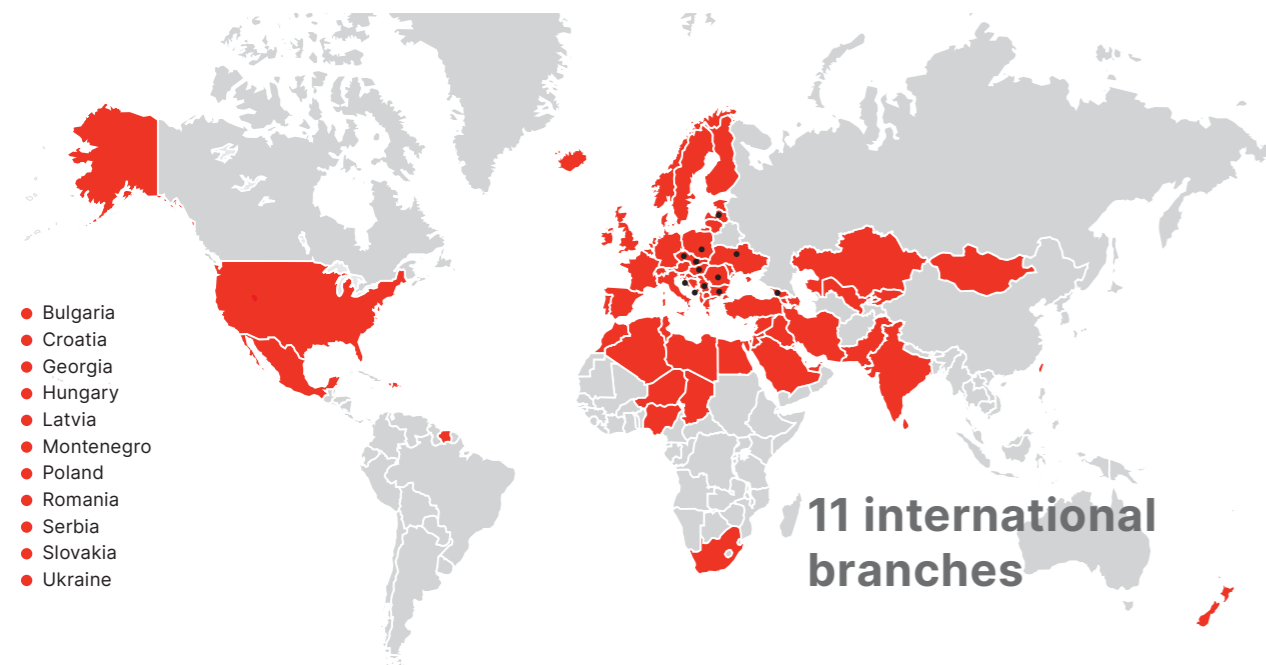 Bulgaria
Croatia
Georgia
Hungary
Latvia
Montenegro
Poland
Romania
Serbia
Slovakia
Ukraine
11 international
branches